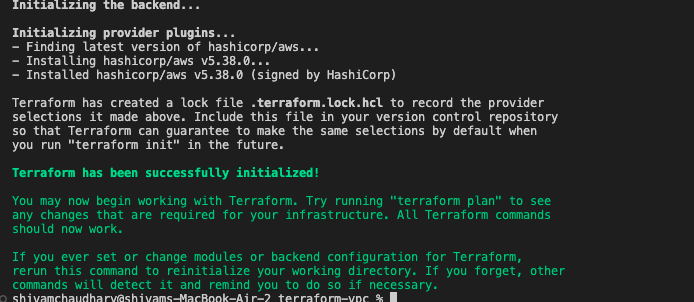 Initializing the backend...
Initializing provider plugins...
- Finding latest version of hashicorp/aws...
- Installing hashicorp/aws v5.38.0...
- Installed hashicorp/aws v5.38.0 (signed by HashiCorp)
Terraform has created a lock file .terraform.lock.hcl to record the provider
selections it made above. Include this file in your version control repository
so that Terraform can guarantee to make the same selections by default when
you run "terraform init" in the future.
Terraform has been successfully initialized!
You may now begin working with Terraform. Try running "terraform plan" to see
any changes that are required for your infrastructure. All Terraform commands
should now work.
If you ever set or change modules or backend configuration for Terraform,
rerun this command to reinitialize your working directory. If you forget, other
commands will detect it and remind you to do so if necessary.
shivamchaudhary@shivams-MacBook-Air-2 terraform-vpc %